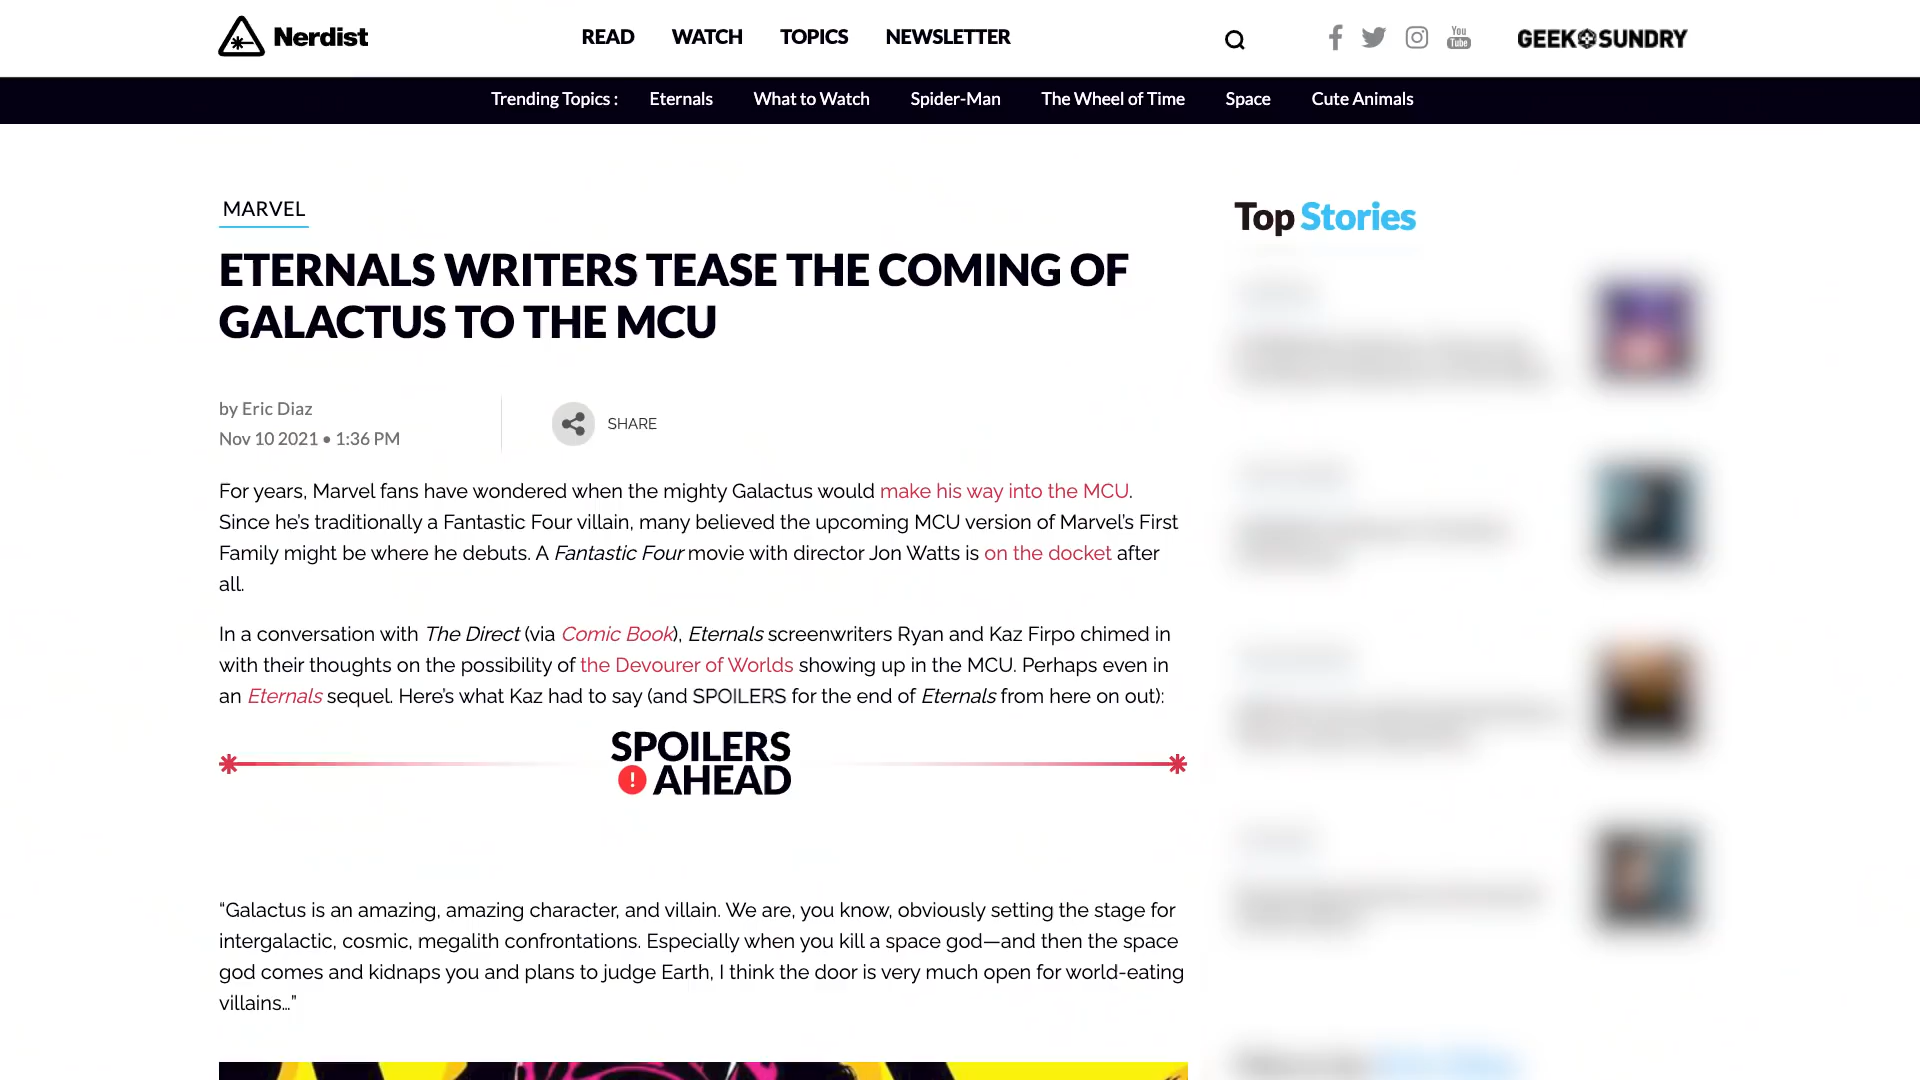 Nerdist
READ WATCH TOPICS NEWSLETTER
You
Tube
GEEK SUNDRY
Trending Topics : Eternals What to Watch Spider-Man The Wheel of Time Space Cute Animals
MARVEL
ETERNALS WRITERS TEASE THE COMING OF
GALACTUS TO THE MCU
by Eric Diaz
Nov 10 2021 • 1:36 PM
SHARE
For years, Marvel fans have wondered when the mighty Galactus would make his way into the MCU.
Since he’s traditionally a Fantastic Four villain, many believed the upcoming MCU version of Marvel’s First
Family might be where he debuts. A Fantastic Four movie with director Jon Watts is on the docket after
all.
In a conversation with The Direct (via Comic Book), Eternals screenwriters Ryan and Kaz Firpo chimed in
with their thoughts on the possibility of the Devourer of Worlds showing up in the MCU. Perhaps even in
an Eternals sequel. Here’s what Kaz had to say (and SPOILERS for the end of Eternals from here on out):
SPOILERS
! AHEAD
“Galactus is an amazing, amazing character, and villain. We are, you know, obviously setting the stage for
intergalactic, cosmic, megalith confrontations. Especially when you kill a space god—and then the space
god comes and kidnaps you and plans to judge Earth, I think the door is very much open for world-eating
villains…”
Top Stories